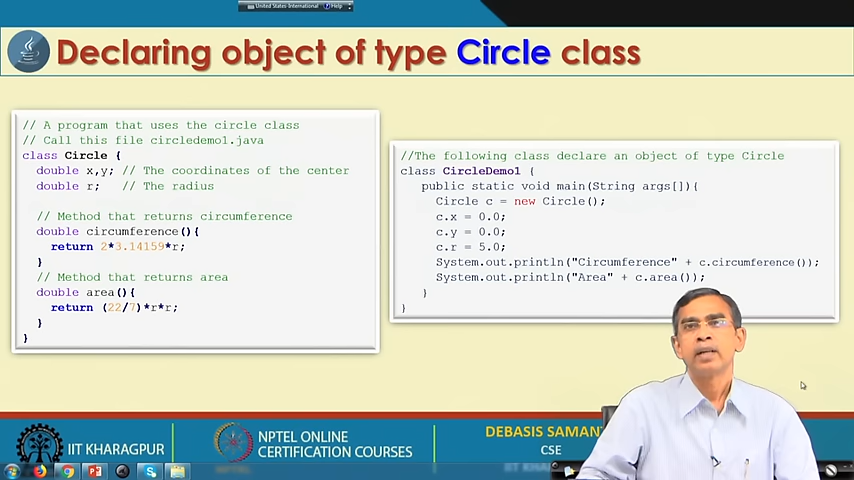 United States-International Help
Declaring object of type Circle class
// A program that uses the circle class
// Call this file circledemo1.java
class Circle {
double x,y; // The coordinates of the center
double r; // The radius
// Method that returns circumference
double circumference(){
return 2*3.14159*r;
}
// Method that returns area
double area(){
return (22/7)*r*r;
}
}
//The following class declare an object of type Circle
class CircleDemo1 {
public static void main(String args[]){
Circle c = new Circle();
c.x = 0.0;
c.y = 0.0;
c.r = 5.0;
System.out.println("Circumference" + c.circumference());
System.out.println("Area" + c.area());
}
}
IIT KHARAGPUR
NPTEL ONLINE
CERTIFICATION COURSES
DEBASIS
CSE